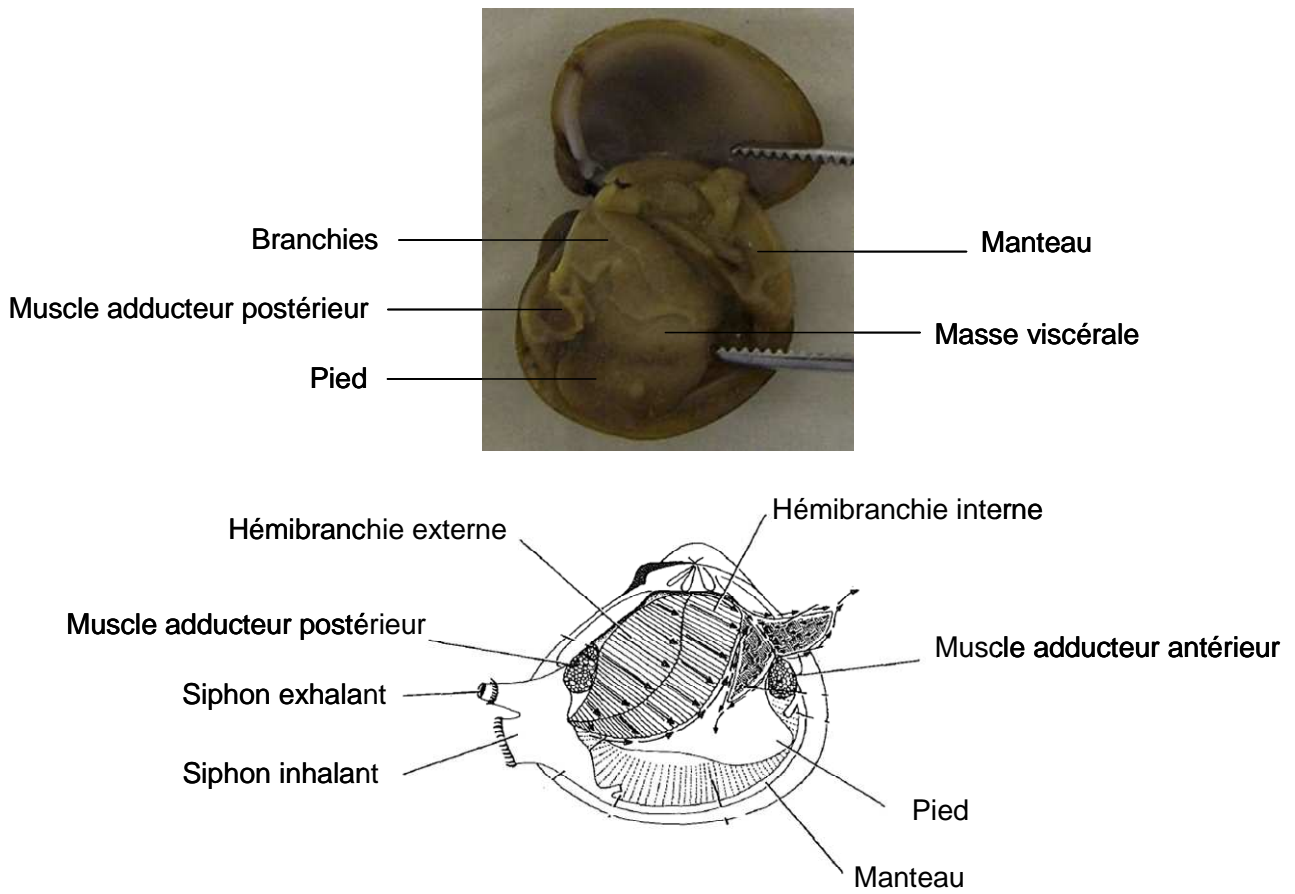 Branchies
Manteau
Muscle adducteur postérieur
Masse viscérale
Pied
Hémibranchie interne
Hémibranchie externe
Muscle adducteur postérieur
Muscle adducteur antérieur
Siphon exhalant
Siphon inhalant
Pied
Manteau